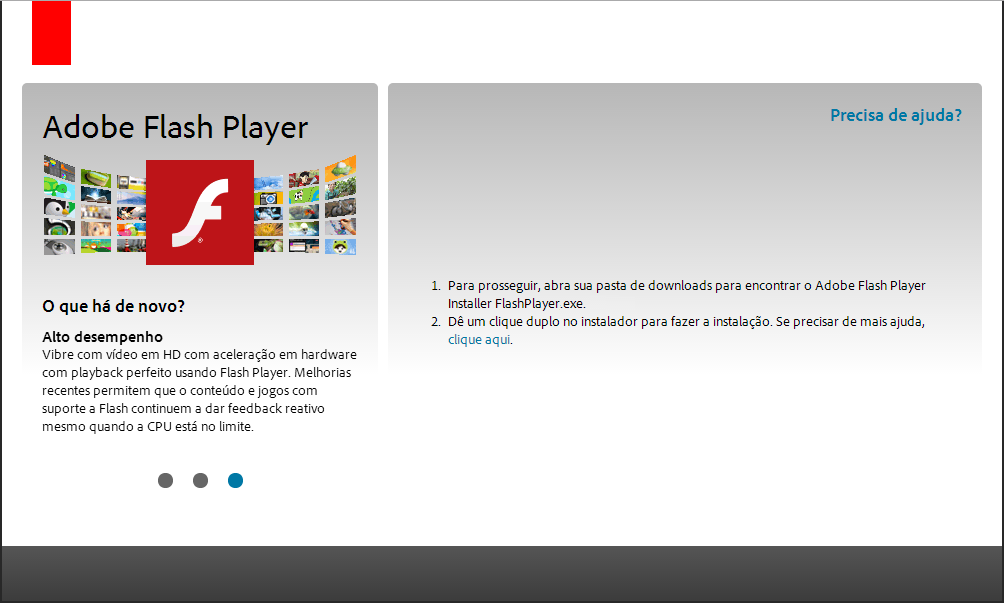 Adobe Flash Player
®
O que há de novo?
Alto desempenho
Vibre com vídeo em HD com aceleração em hardware
com playback perfeito usando Flash Player. Melhorias
recentes permitem que o conteúdo e jogos com
suporte a Flash continuem a dar feedback reativo
mesmo quando a CPU está no limite.
Precisa de ajuda?
1. Para prosseguir, abra sua pasta de downloads para encontrar o Adobe Flash Player
Installer FlashPlayer.exe.
2. Dê um clique duplo no instalador para fazer a instalação. Se precisar de mais ajuda,
clique aqui.